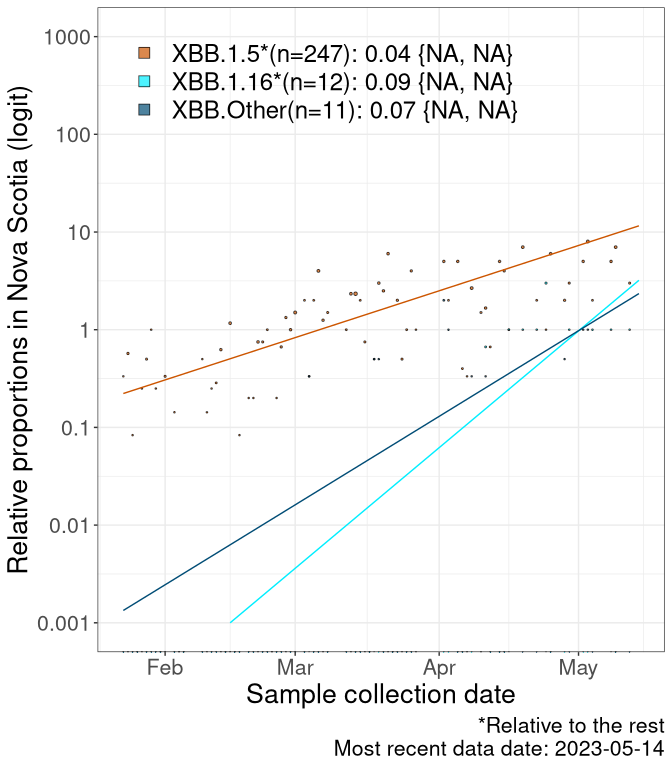 XBB.1.5*(n=247): 0.04 {NA, NA}
XBB.1.16*(n=12): 0.09 {NA, NA}
XBB.Other(n=11): 0.07 {NA, NA}
Relative proportions in Nova Scotia (logit)
1000
100
10
1
0.1
0.01
0.001
Feb Mar Apr May
Sample collection date
*Relative to the rest
Most recent data date: 2023-05-14